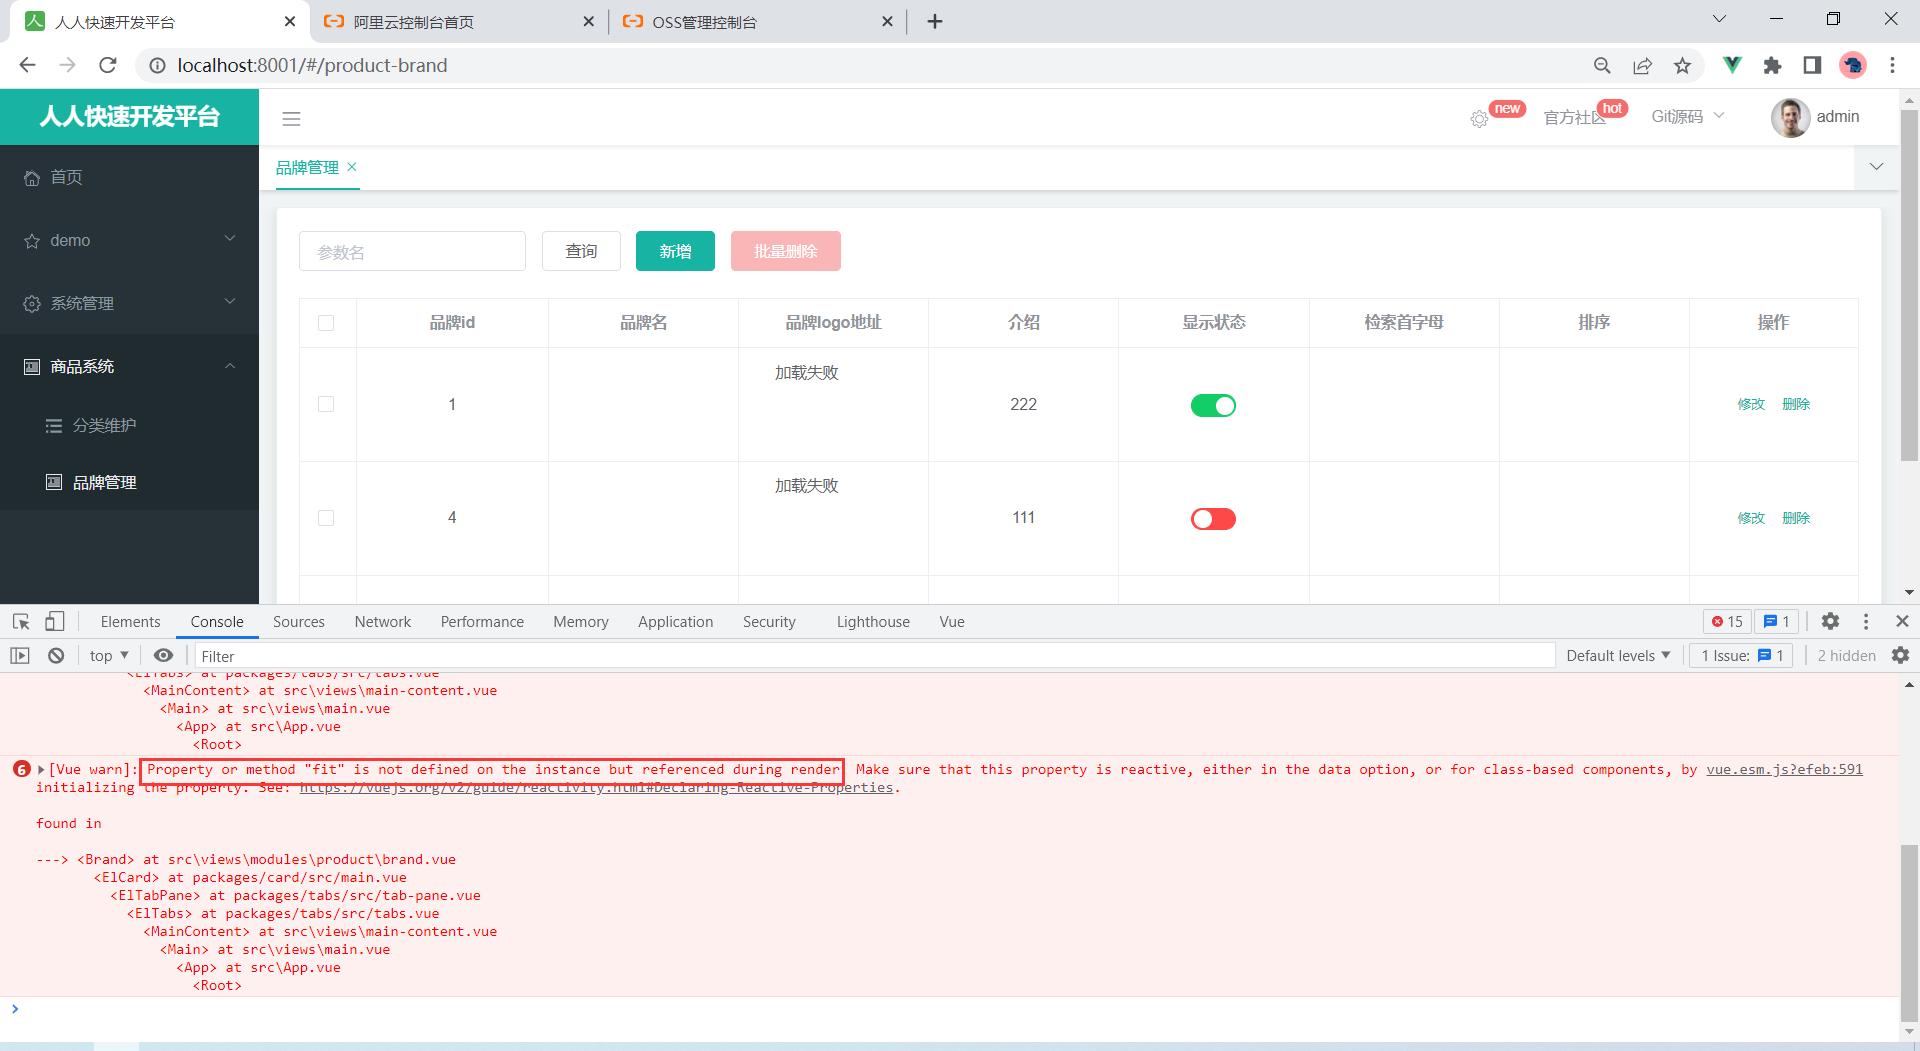 人人快速开发平台
阿里云控制台首页
OSS管理控制台
localhost:8001/#/product-brand
人人快速开发平台
new
官方社区
hot
Git源码
admin
首页
demo
系统管理
商品系统
分类维护
品牌管理
品牌管理
参数名
查询
新增
批量删除
品牌id 品牌名 品牌logo地址 介绍 显示状态 检索首字母 排序 操作
加载失败
1 222 修改 删除
加载失败
4 111 修改 删除
Elements Console Sources Network Performance Memory Application Security Lighthouse Vue 15 1
top Filter Default levels 1 Issue: 1 2 hidden
<ElTabs> at packages/tabs/src/tabs.vue
<MainContent> at src\views\main-content.vue
<Main> at src\views\main.vue
<App> at src\App.vue
<Root>
6 [Vue warn]: Property or method "fit" is not defined on the instance but referenced during render. Make sure that this property is reactive, either in the data option, or for class-based components, by vue.esm.js?efeb:591
initializing the property. See: https://vuejs.org/v2/guide/reactivity.html#Declaring-Reactive-Properties.
found in
---> <Brand> at src\views\modules\product\brand.vue
<ElCard> at packages/card/src/main.vue
<ElTabPane> at packages/tabs/src/tab-pane.vue
<ElTabs> at packages/tabs/src/tabs.vue
<MainContent> at src\views\main-content.vue
<Main> at src\views\main.vue
<App> at src\App.vue
<Root>